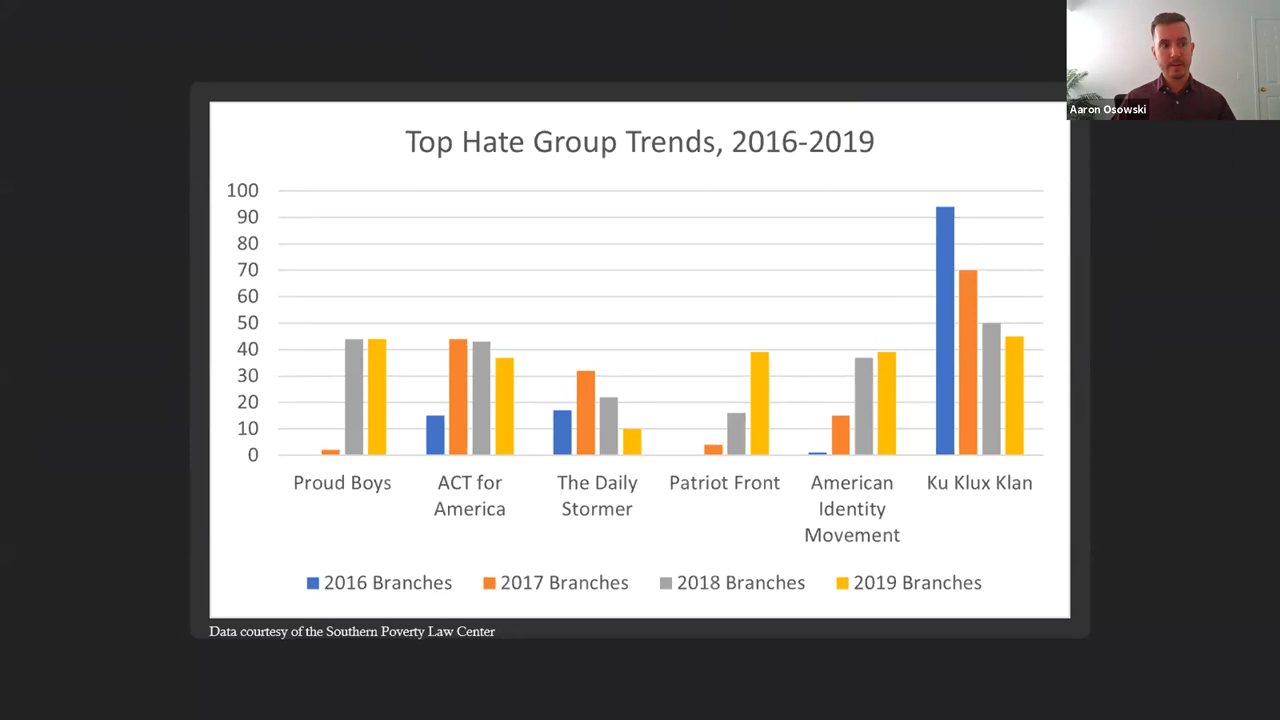 Aaron Osowski
Top Hate Group Trends, 2016-2019
100
90
80
70
60
50
40
30
20
10
0
Proud Boys
ACT for
America
The Daily
Stormer
Patriot Front
American
Identity
Movement
Ku Klux Klan
2016 Branches
2017 Branches
2018 Branches
2019 Branches
Data courtesy of the Southern Poverty Law Center